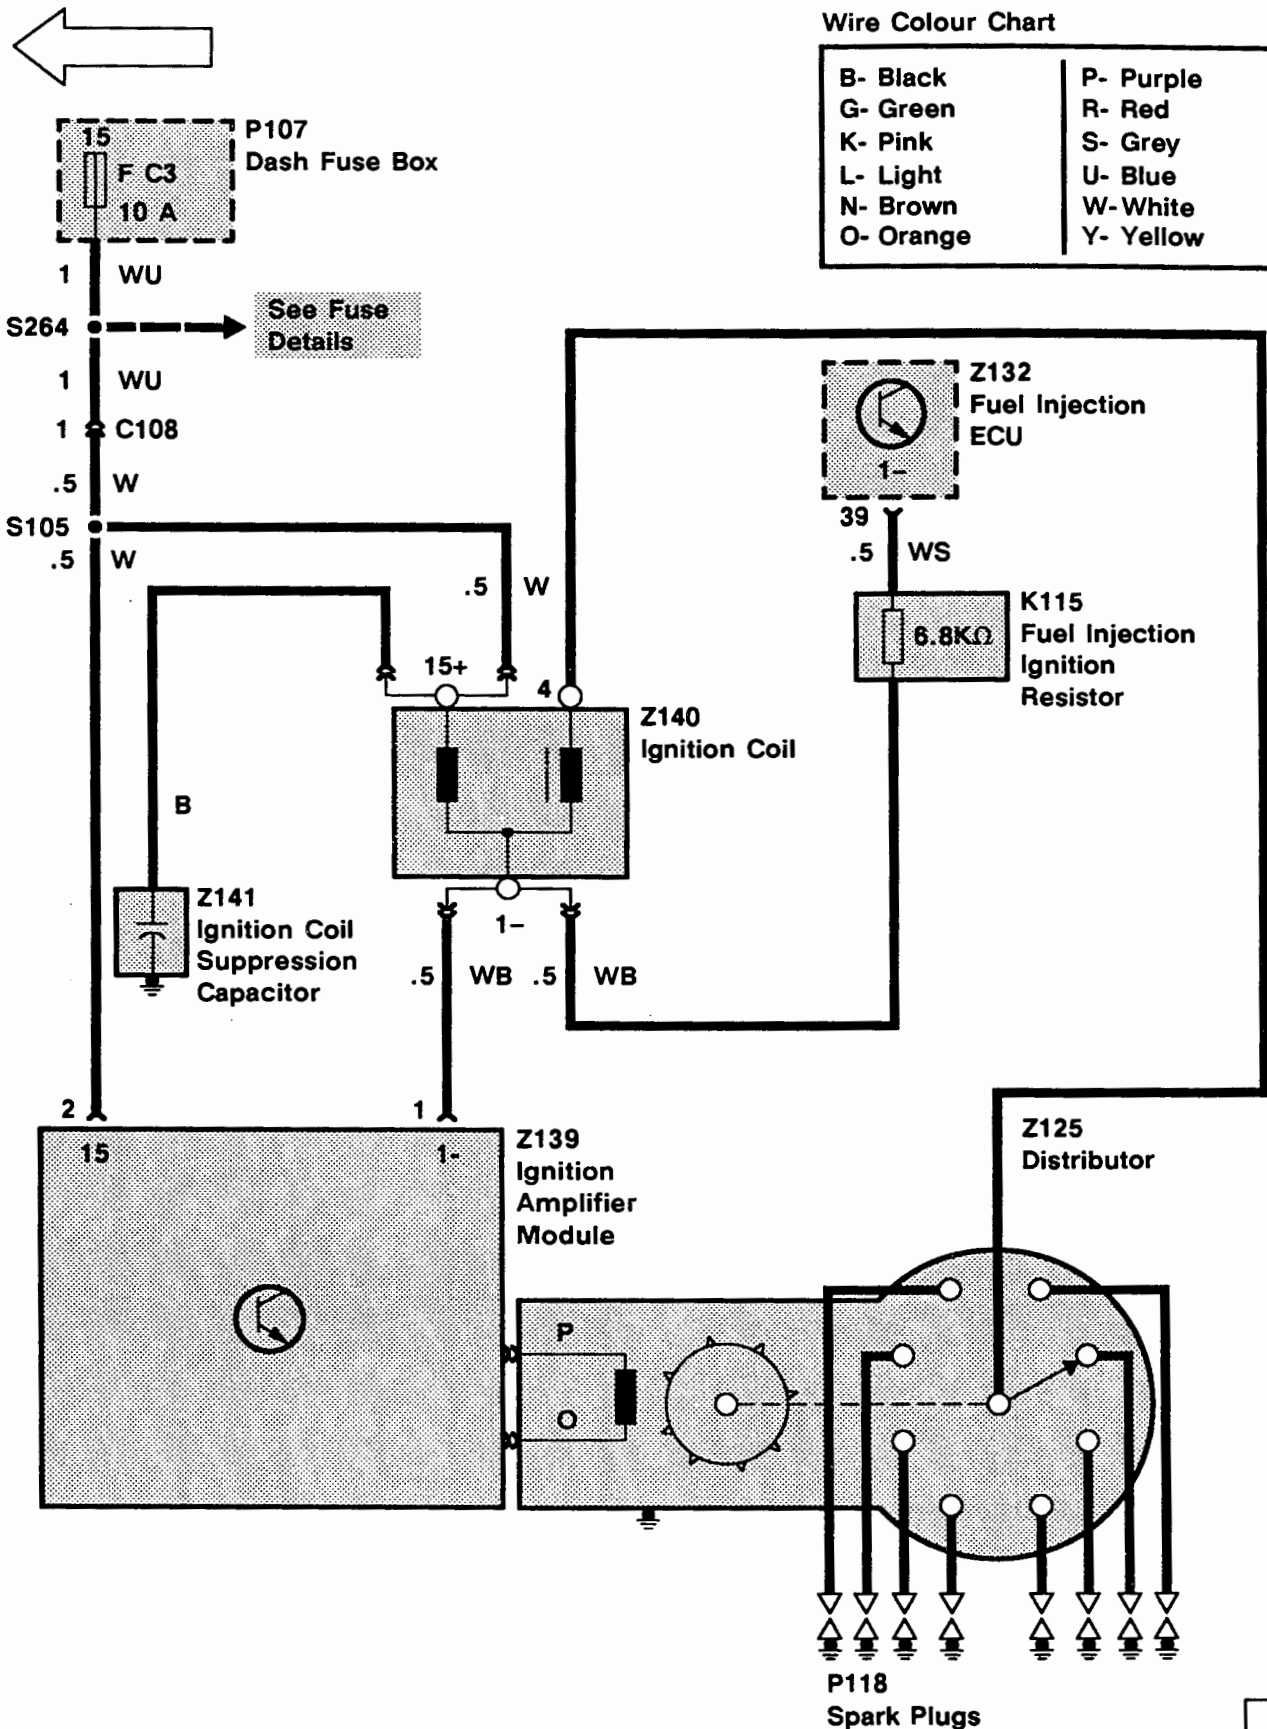 Wire Colour Chart
B- Black
G- Green
K- Pink
L- Light
N- Brown
O- Orange
P- Purple
R- Red
S- Grey
U- Blue
W- White
Y- Yellow
15
F C3
10 A
P107
Dash Fuse Box
1 WU
S264
See Fuse
Details
1 WU
1 C108
.5 W
S105
.5 W
.5 W
Z132
Fuel Injection
ECU
1-
39
.5 WS
K115
Fuel Injection
Ignition
Resistor
6.8KΩ
15+
4
Z140
Ignition Coil
B
Z141
Ignition Coil
Suppression
Capacitor
1-
.5 WB
.5 WB
2
1
15
1-
Z139
Ignition
Amplifier
Module
Z125
Distributor
P
O
P118
Spark Plugs